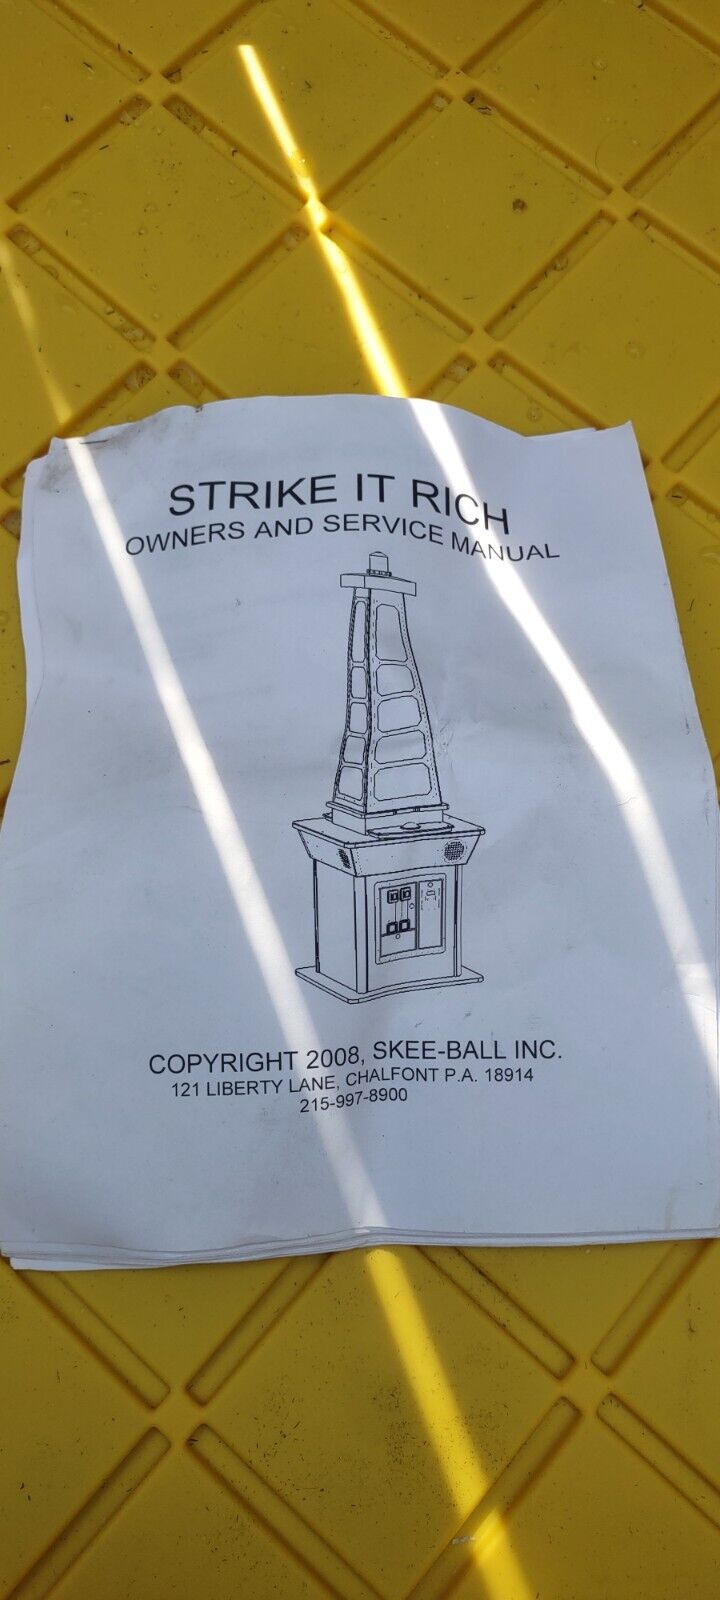 STRIKE IT RICH
OWNERS AND SERVICE MANUAL
COPYRIGHT 2008, SKEE-BALL INC.
121 LIBERTY LANE, CHALFONT P.A. 18914
215-997-8900